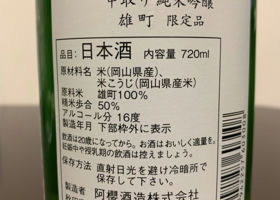 中取り純米吟醸
雄町 限定品
品目：日本酒 内容量 720ml
原材料名 米（岡山県産）、
米こうじ（岡山県産米）
原料米 雄町100%
精米歩合 50%
アルコール分 16度
製造年月 下部枠外に表示
飲酒は20歳になってから。お酒はおいしく適量を。
妊娠中や授乳期の飲酒は控えましょう。
保存方法 直射日光を避け冷暗所で
保存してください。
製造者 阿櫻酒造株式会